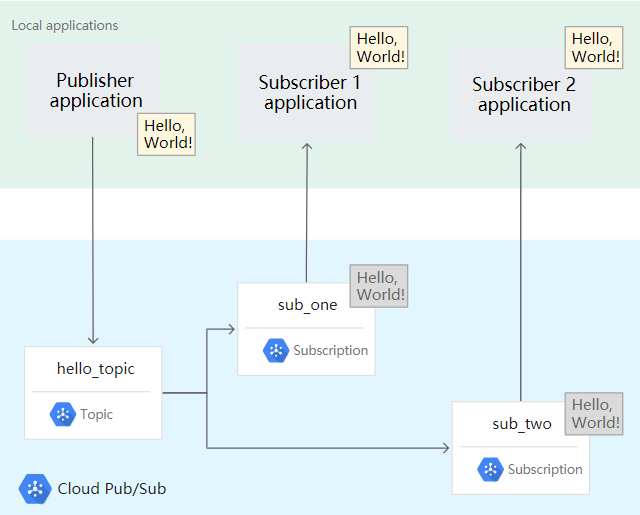 Local applications
Publisher
application
Hello,
World!
Subscriber 1
application
Hello,
World!
Subscriber 2
application
Hello,
World!
sub_one
Subscription
Hello,
World!
hello_topic
Topic
sub_two
Subscription
Hello,
World!
Cloud Pub/Sub